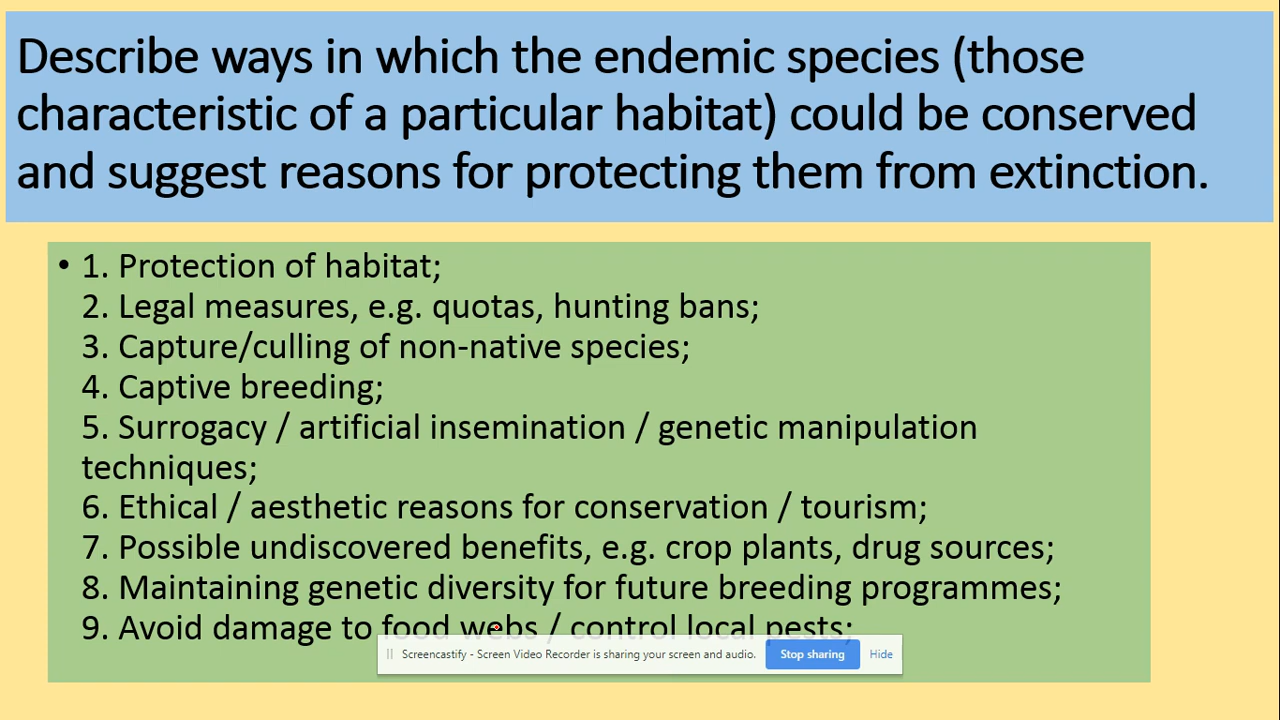 Describe ways in which the endemic species (those
characteristic of a particular habitat) could be conserved
and suggest reasons for protecting them from extinction.
• 1. Protection of habitat;
2. Legal measures, e.g. quotas, hunting bans;
3. Capture/culling of non-native species;
4. Captive breeding;
5. Surrogacy / artificial insemination / genetic manipulation
techniques;
6. Ethical / aesthetic reasons for conservation / tourism;
7. Possible undiscovered benefits, e.g. crop plants, drug sources;
8. Maintaining genetic diversity for future breeding programmes;
9. Avoid damage to food webs / control local pests;
Screencastify - Screen Video Recorder is sharing your screen and audio. Stop sharing Hide